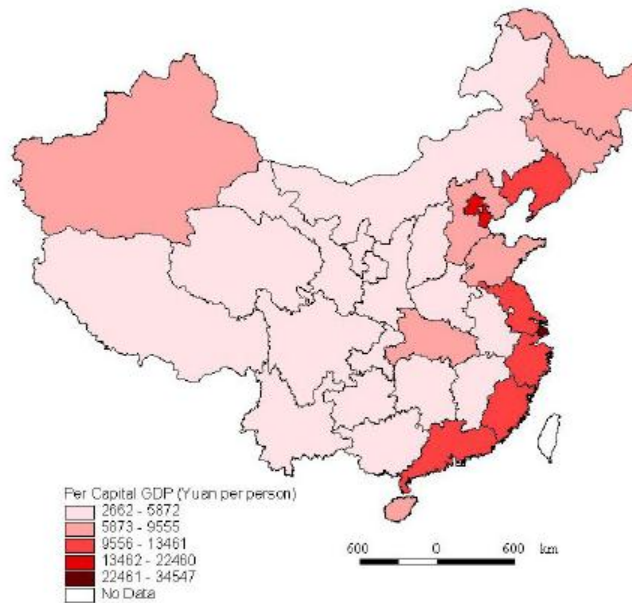 Per Capital GDP (Yuan per person)
2662 - 5872
5873 - 9555
9556 - 13461
13462 - 22460
22461 - 34547
No Data
600 0 600 km